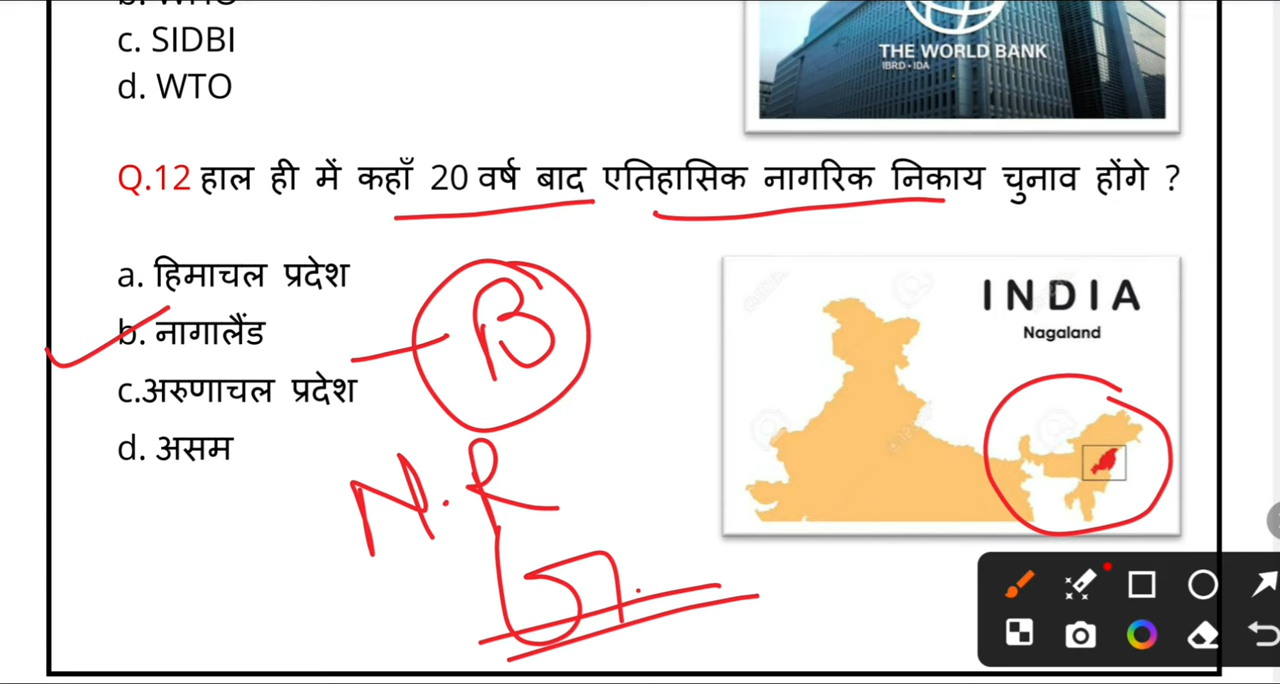 c. SIDBI
d. WTO
THE WORLD BANK
IBRD - IDA
Q.12 हाल ही में कहाँ 20 वर्ष बाद एतिहासिक नागरिक निकाय चुनाव होंगे ?
a. हिमाचल प्रदेश
b. नागालैंड
c.अरुणाचल प्रदेश
d. असम
B
N.R
INDIA
Nagaland